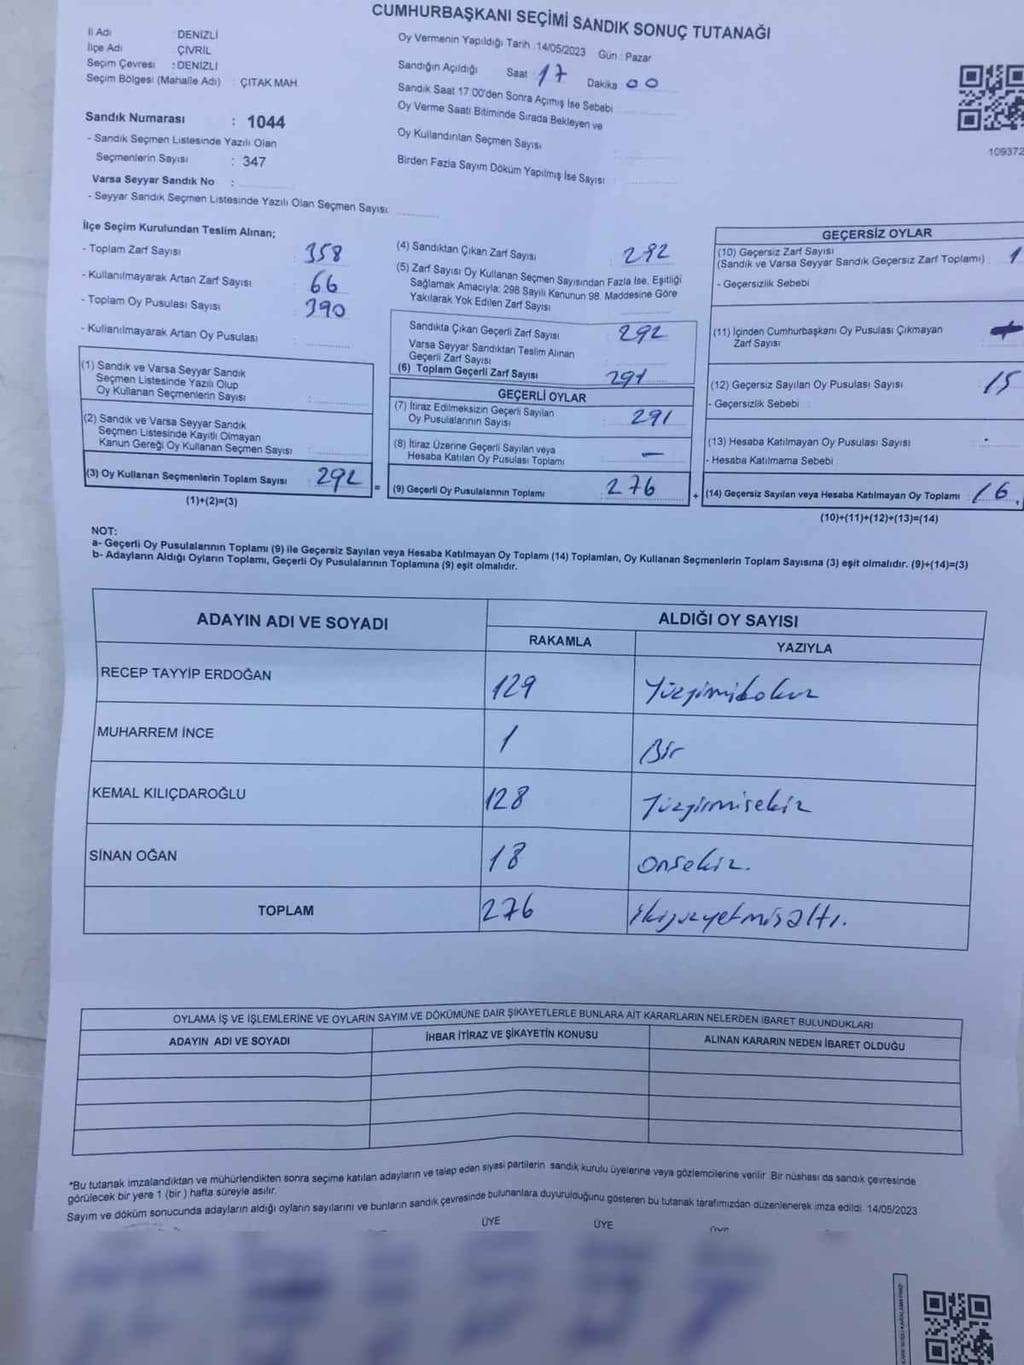 CUMHURBAŞKANI SEÇİMİ SANDIK SONUÇ TUTANAĞI
İl Adı : DENİZLİ
İlçe Adı : ÇİVRİL
Seçim Çevresi : DENİZLİ
Seçim Bölgesi (Mahalle Adı) : ÇITAK MAH.
Oy Vermenin Yapıldığı Tarih :14/05/2023 Gün : Pazar
Sandığın Açıldığı Saat 17 Dakika 00
Sandık Saat 17:00'den Sonra Açımış İse Sebebi
Oy Verme Saati Bitiminde Sırada Bekleyen ve
Oy Kullandırılan Seçmen Sayısı
Birden Fazla Sayım Döküm Yapılmış İse Sayısı :
109372
Sandık Numarası : 1044
- Sandık Seçmen Listesinde Yazılı Olan
Seçmenlerin Sayısı : 347
Varsa Seyyar Sandık No :
- Seyyar Sandık Seçmen Listesinde Yazılı Olan Seçmen Sayısı:
İlçe Seçim Kurulundan Teslim Alınan;
- Toplam Zarf Sayısı 358
- Kullanılmayarak Artan Zarf Sayısı : 66
- Toplam Oy Pusulası Sayısı : 390
- Kullanılmayarak Artan Oy Pusulası :
(1) Sandık ve Varsa Seyyar Sandık
Seçmen Listesinde Yazılı Olup
Oy Kullanan Seçmenlerin Sayısı :
(2) Sandık ve Varsa Seyyar Sandık
Seçmen Listesinde Kayıtlı Olmayan
Kanun Gereği Oy Kullanan Seçmen Sayısı :
(3) Oy Kullanan Seçmenlerin Toplam Sayısı : 292 =
(1)+(2)=(3)
(4) Sandıktan Çıkan Zarf Sayısı : 292
(5) Zarf Sayısı Oy Kullanan Seçmen Sayısından Fazla İse, Eşitliği
Sağlamak Amacıyla; 298 Sayılı Kanunun 98. Maddesine Göre
Yakılarak Yok Edilen Zarf Sayısı :
Sandıkta Çıkan Geçerli Zarf Sayısı : 292
Varsa Seyyar Sandıktan Teslim Alınan
Geçerli Zarf Sayısı :
(6) Toplam Geçerli Zarf Sayısı : 291
GEÇERLİ OYLAR
(7) İtiraz Edilmeksizin Geçerli Sayılan
Oy Pusulalarının Sayısı : 291
(8) İtiraz Üzerine Geçerli Sayılan veya
Hesaba Katılan Oy Pusulası Toplamı : —
(9) Geçerli Oy Pusulalarının Toplamı : 276 +
GEÇERSİZ OYLAR
(10) Geçersiz Zarf Sayısı
(Sandık ve Varsa Seyyar Sandık Geçersiz Zarf Toplamı) : 1
- Geçersizlik Sebebi :
(11) İçinden Cumhurbaşkanı Oy Pusulası Çıkmayan
Zarf Sayısı :
(12) Geçersiz Sayılan Oy Pusulası Sayısı : 15
- Geçersizlik Sebebi :
(13) Hesaba Katılmayan Oy Pusulası Sayısı : -
- Hesaba Katılmama Sebebi :
(14) Geçersiz Sayılan veya Hesaba Katılmayan Oy Toplamı : 16
(10)+(11)+(12)+(13)=(14)
NOT:
a- Geçerli Oy Pusulalarının Toplamı (9) ile Geçersiz Sayılan veya Hesaba Katılmayan Oy Toplamı (14) Toplamları, Oy Kullanan Seçmenlerin Toplam Sayısına (3) eşit olmalıdır. (9)+(14)=(3)
b- Adayların Aldığı Oyların Toplamı, Geçerli Oy Pusulalarının Toplamına (9) eşit olmalıdır.
ADAYIN ADI VE SOYADI
ALDIĞI OY SAYISI
RAKAMLA YAZIYLA
RECEP TAYYİP ERDOĞAN 129 Yüzyirmidokuz
MUHARREM İNCE 1 Bir
KEMAL KILIÇDAROĞLU 128 Yüzyirmisekiz
SİNAN OĞAN 18 onsekiz.
TOPLAM 276 ikiyüzyetmişaltı.
OYLAMA İŞ VE İŞLEMLERİNE VE OYLARIN SAYIM VE DÖKÜMÜNE DAİR ŞİKAYETLERLE BUNLARA AİT KARARLARIN NELERDEN İBARET BULUNDUKLARI
ADAYIN ADI VE SOYADI İHBAR İTİRAZ VE ŞİKAYETİN KONUSU ALINAN KARARIN NEDEN İBARET OLDUĞU
*Bu tutanak imzalandıktan ve mühürlendikten sonra seçime katılan adayların ve talep eden siyasi partilerin sandık kurulu üyelerine veya gözlemcilerine verilir. Bir nüshası da sandık çevresinde
görülecek bir yere 1 (bir) hafta süreyle asılır.
Sayım ve döküm sonucunda adayların aldığı oyların sayılarını ve bunların sandık çevresinde bulunanlara duyurulduğunu gösteren bu tutanak tarafımızdan düzenlenerek imza edildi. 14/05/2023
ÜYE ÜYE